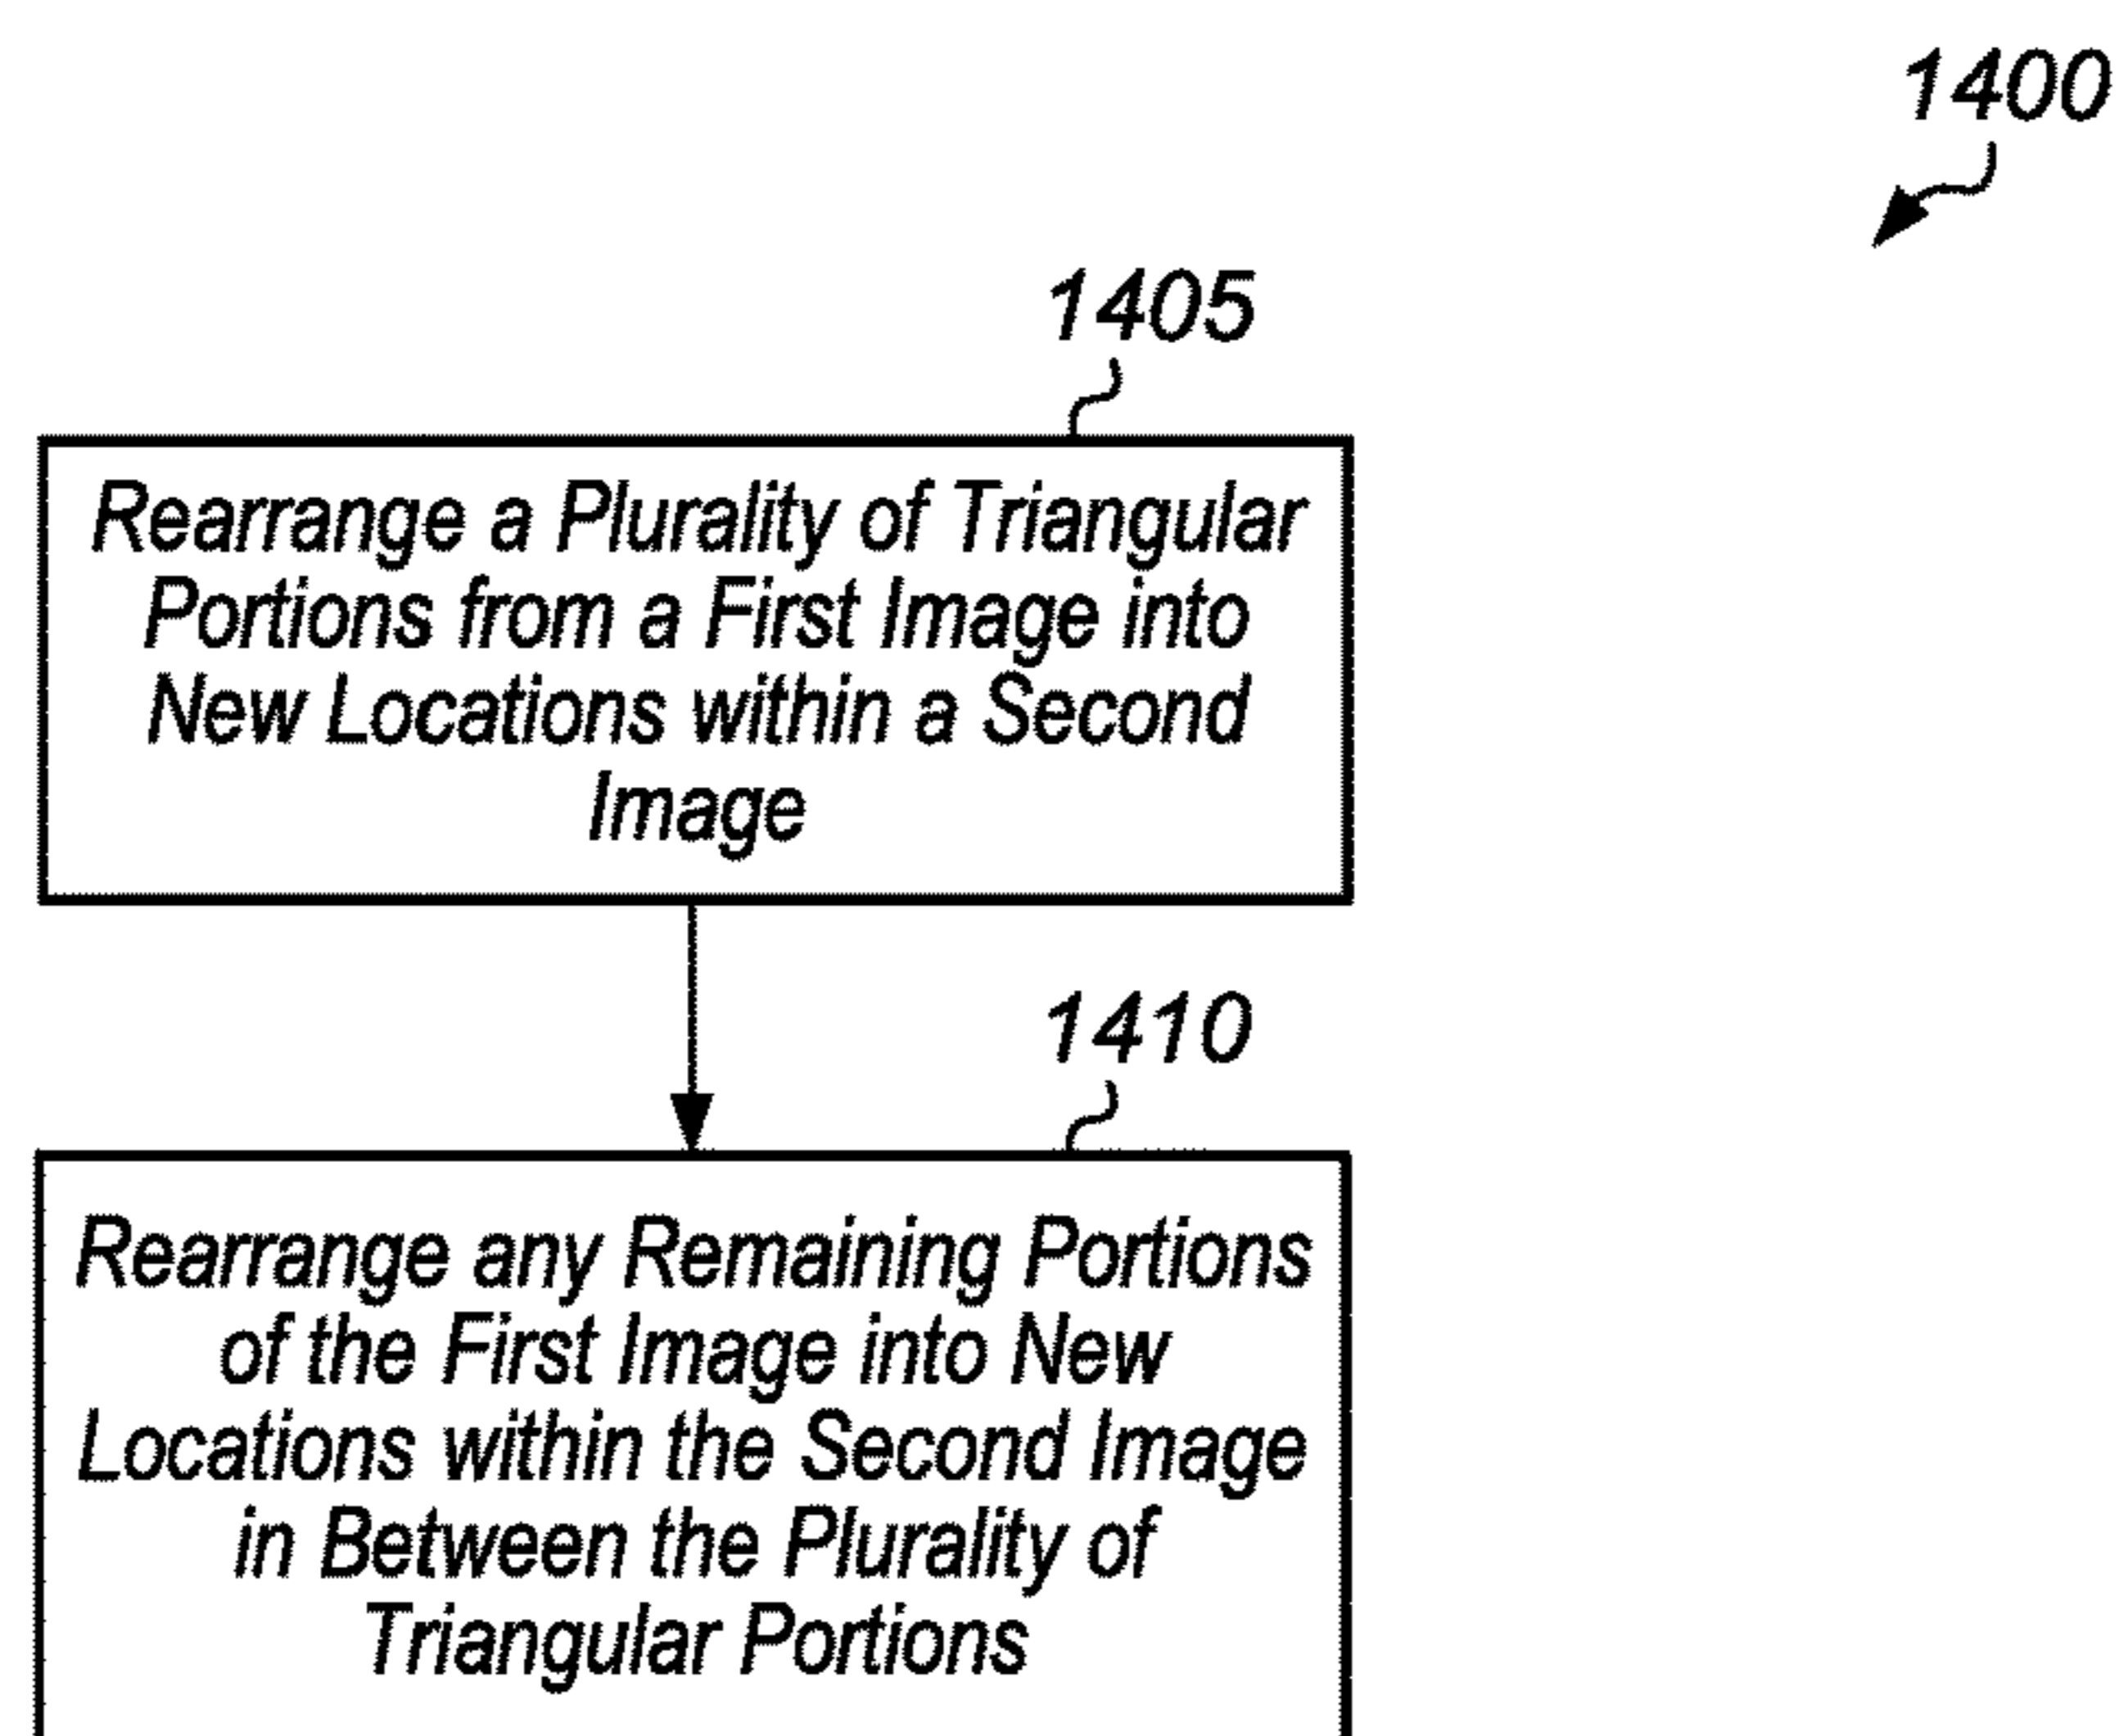 1400
1405
Rearrange a Plurality of Triangular
Portions from a First Image into
New Locations within a Second
Image
1410
Rearrange any Remaining Portions
of the First Image into New
Locations within the Second Image
in Between the Plurality of
Triangular Portions